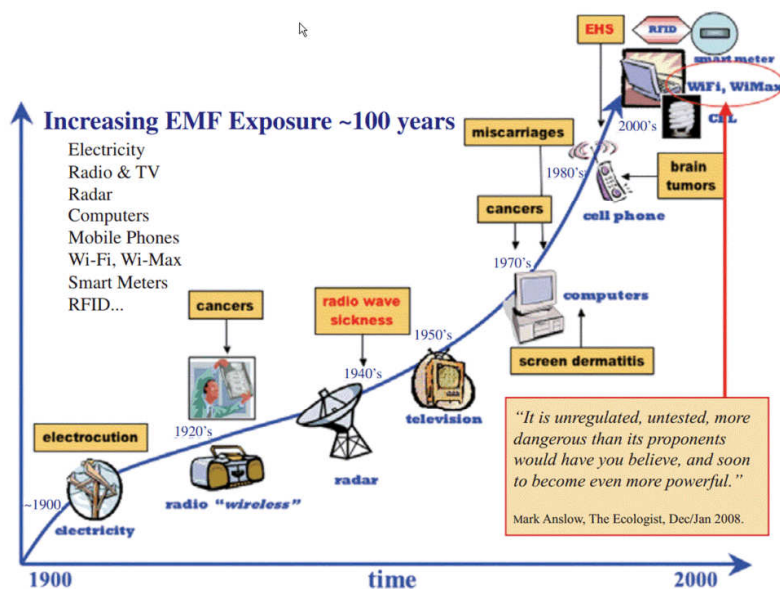 EHS
RFID
smart meter
WiFi, WiMax
CFL
2000's
Increasing EMF Exposure ~100 years
Electricity
Radio & TV
Radar
Computers
Mobile Phones
Wi-Fi, Wi-Max
Smart Meters
RFID...
miscarriages
1980's
brain
tumors
cell phone
cancers
1970's
computers
cancers
radio wave
sickness
1950's
screen dermatitis
1940's
television
1920's
electrocution
radar
radio "wireless"
~1900
electricity
"It is unregulated, untested, more
dangerous than its proponents
would have you believe, and soon
to become even more powerful."
Mark Anslow, The Ecologist, Dec/Jan 2008.
1900
time
2000